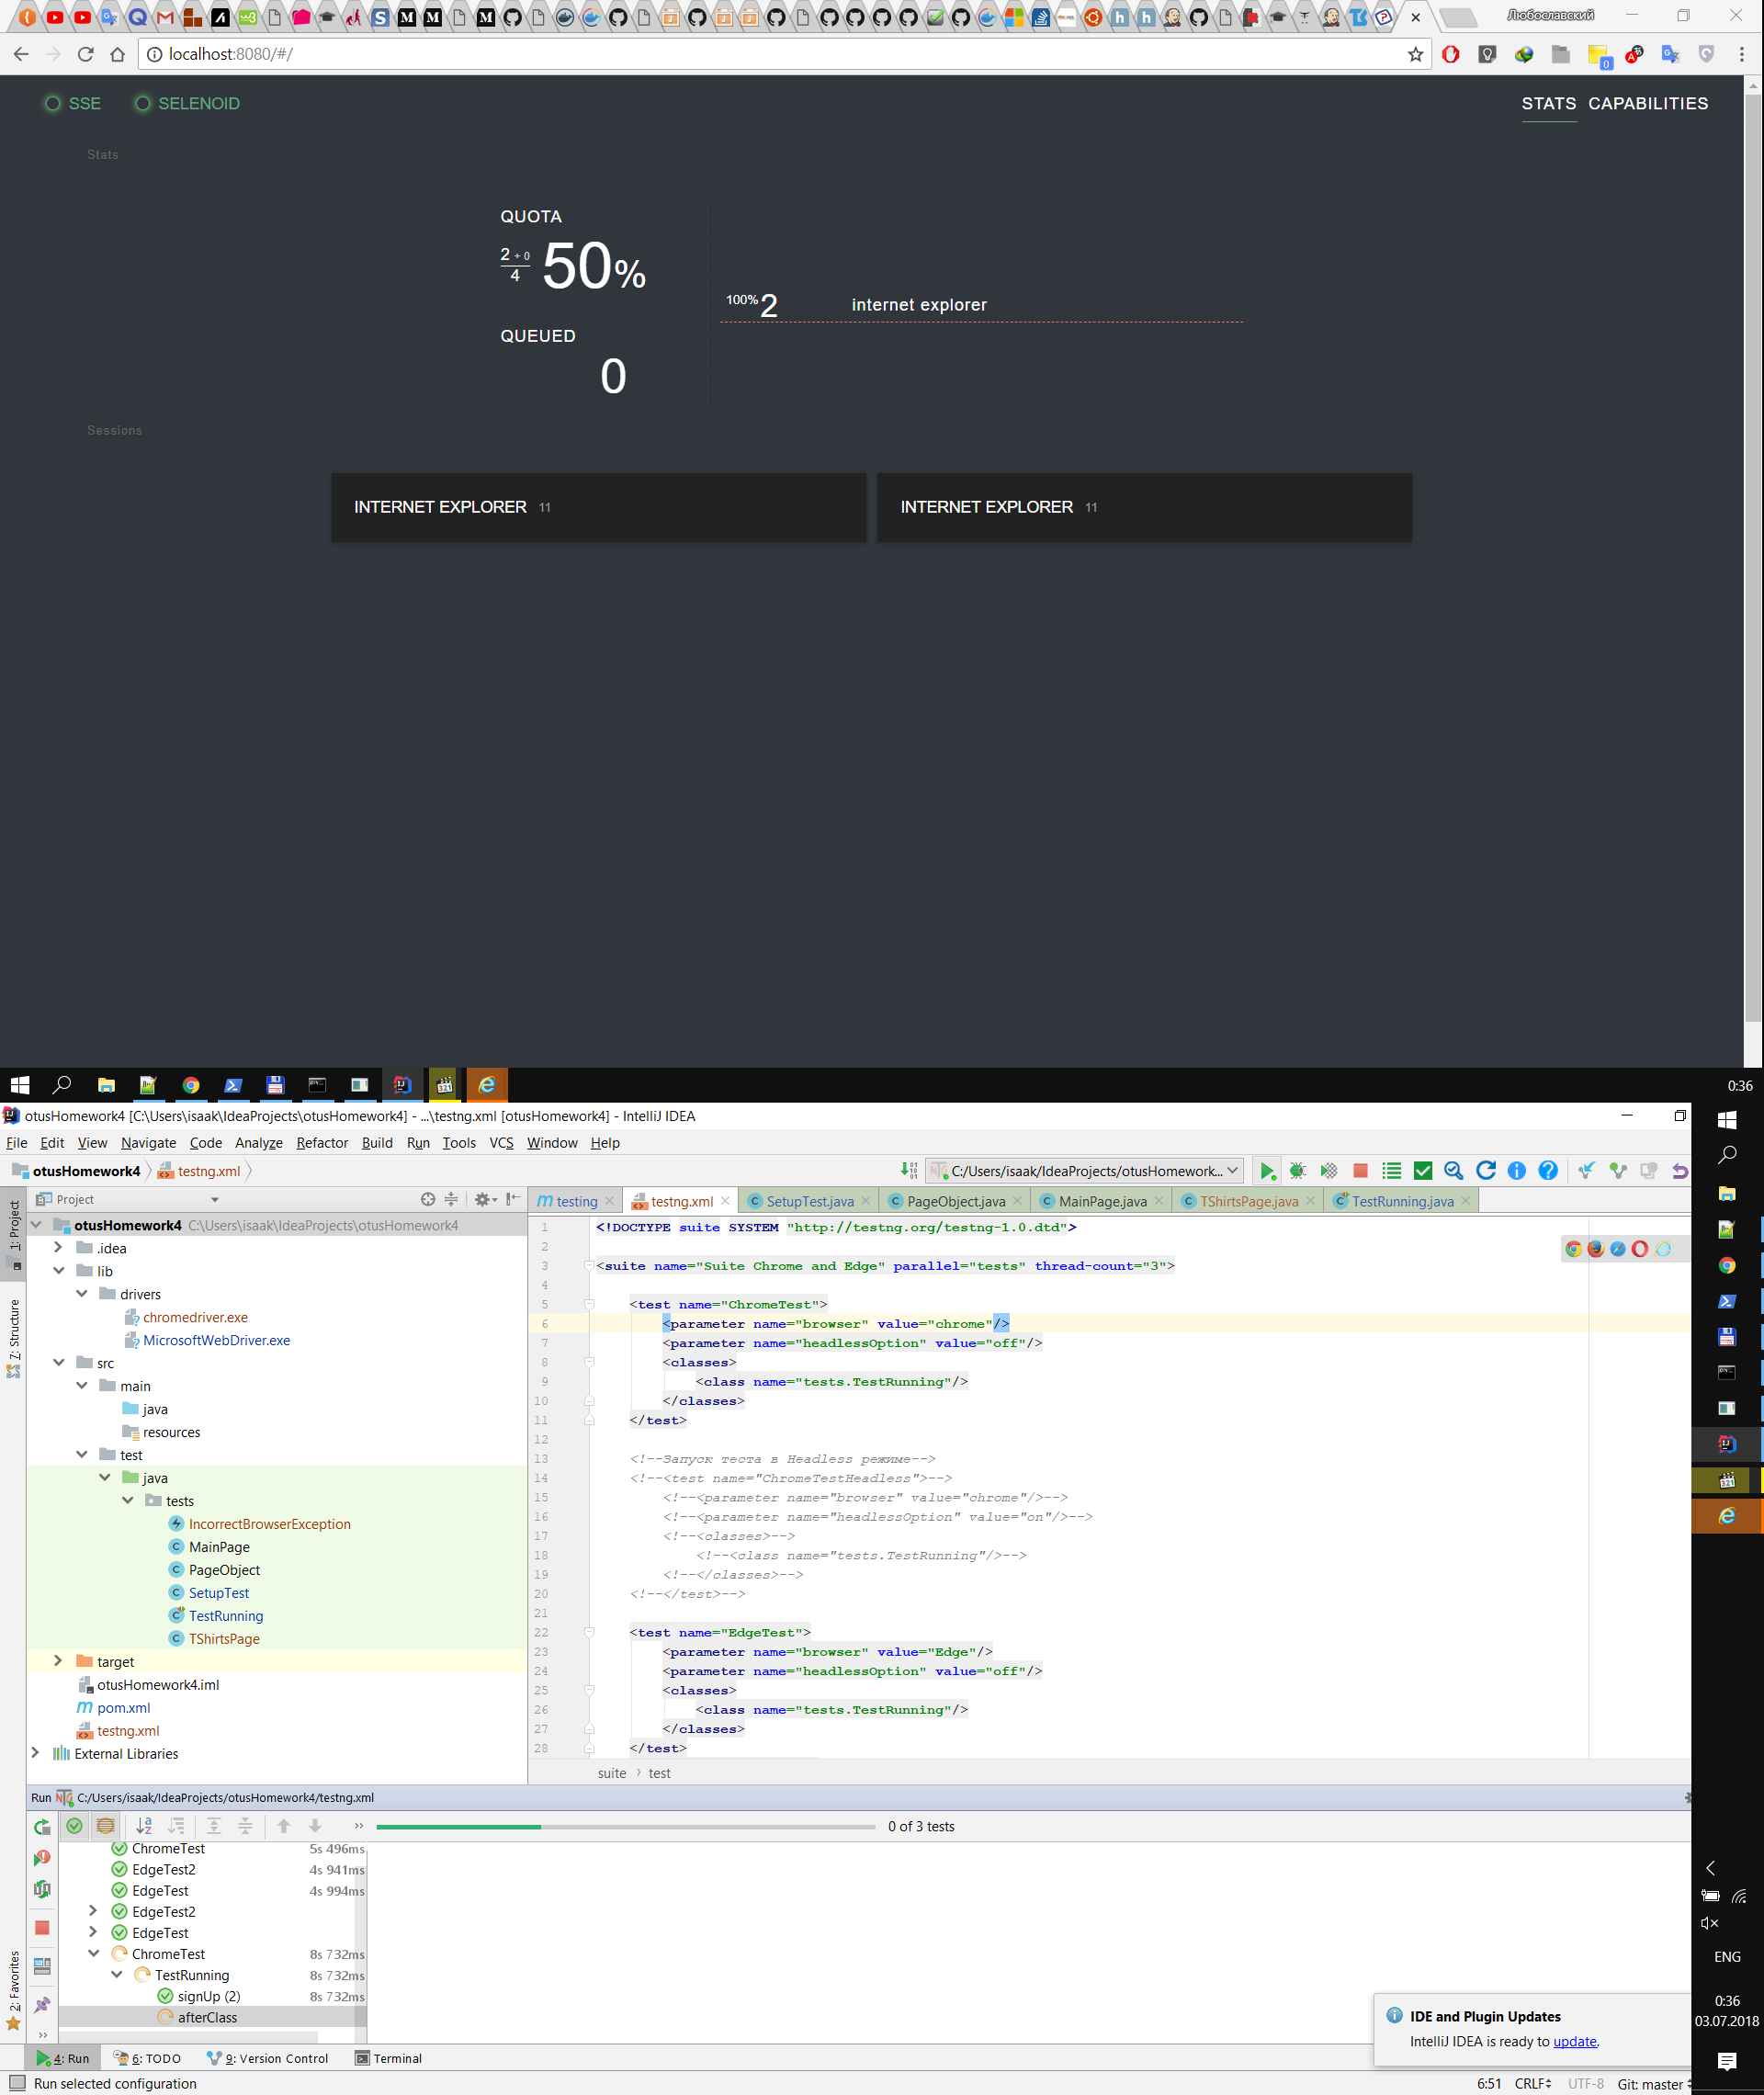 Любославский
localhost:8080/#/
0
SSE
SELENOID
STATS
CAPABILITIES
Stats
QUOTA
2 + 0
4
50%
100% 2 internet explorer
QUEUED
0
Sessions
INTERNET EXPLORER 11
INTERNET EXPLORER 11
0:36
otusHomework4 [C:\Users\isaak\IdeaProjects\otusHomework4] - ...\testng.xml [otusHomework4] - IntelliJ IDEA
File Edit View Navigate Code Analyze Refactor Build Run Tools VCS Window Help
otusHomework4 testng.xml
C:/Users/isaak/IdeaProjects/otusHomework...
1: Project
7: Structure
2: Favorites
Project
testing testng.xml SetupTest.java PageObject.java MainPage.java TShirtsPage.java TestRunning.java
otusHomework4 C:\Users\isaak\IdeaProjects\otusHomework4
.idea
lib
drivers
chromedriver.exe
MicrosoftWebDriver.exe
src
main
java
resources
test
java
tests
IncorrectBrowserException
MainPage
PageObject
SetupTest
TestRunning
TShirtsPage
target
otusHomework4.iml
pom.xml
testng.xml
External Libraries
1 <!DOCTYPE suite SYSTEM "http://testng.org/testng-1.0.dtd">
2
3 <suite name="Suite Chrome and Edge" parallel="tests" thread-count="3">
4
5 <test name="ChromeTest">
6 <parameter name="browser" value="chrome"/>
7 <parameter name="headlessOption" value="off"/>
8 <classes>
9 <class name="tests.TestRunning"/>
10 </classes>
11 </test>
12
13 <!--Запуск теста в Headless режиме-->
14 <!--<test name="ChromeTestHeadless">-->
15 <!--<parameter name="browser" value="chrome"/>-->
16 <!--<parameter name="headlessOption" value="on"/>-->
17 <!--<classes>-->
18 <!--<class name="tests.TestRunning"/>-->
19 <!--</classes>-->
20 <!--</test>-->
21
22 <test name="EdgeTest">
23 <parameter name="browser" value="Edge"/>
24 <parameter name="headlessOption" value="off"/>
25 <classes>
26 <class name="tests.TestRunning"/>
27 </classes>
28 </test>
suite › test
Run C:/Users/isaak/IdeaProjects/otusHomework4/testng.xml
0 of 3 tests
ChromeTest 5s 496ms
EdgeTest2 4s 941ms
EdgeTest 4s 994ms
EdgeTest2
EdgeTest
ChromeTest 8s 732ms
TestRunning 8s 732ms
signUp (2) 8s 732ms
afterClass
IDE and Plugin Updates
IntelliJ IDEA is ready to update.
4: Run 6: TODO 9: Version Control Terminal
Run selected configuration
6:51 CRLF UTF-8 Git: master
ENG
0:36
03.07.2018